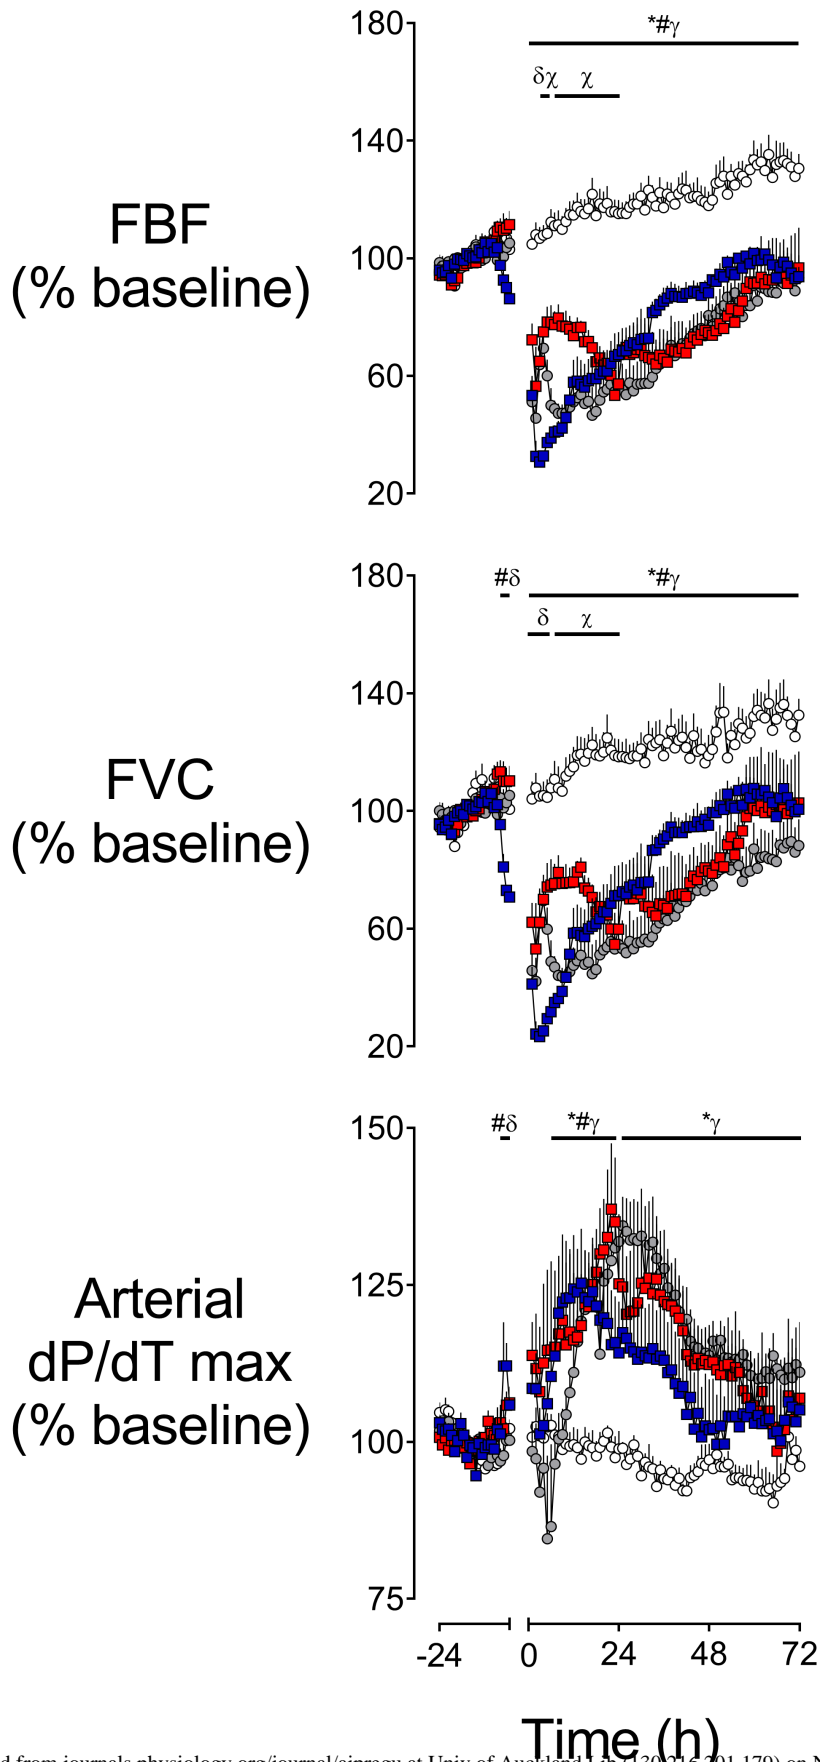 180
*#γ
δχ χ
140
FBF
100
(% baseline)
60
20
180
#δ *#γ
δ χ
140
FVC
100
(% baseline)
60
20
150
#δ *#γ *γ
125
Arterial
dP/dT max
(% baseline)
100
75
-24 0 24 48 72
Time (h)